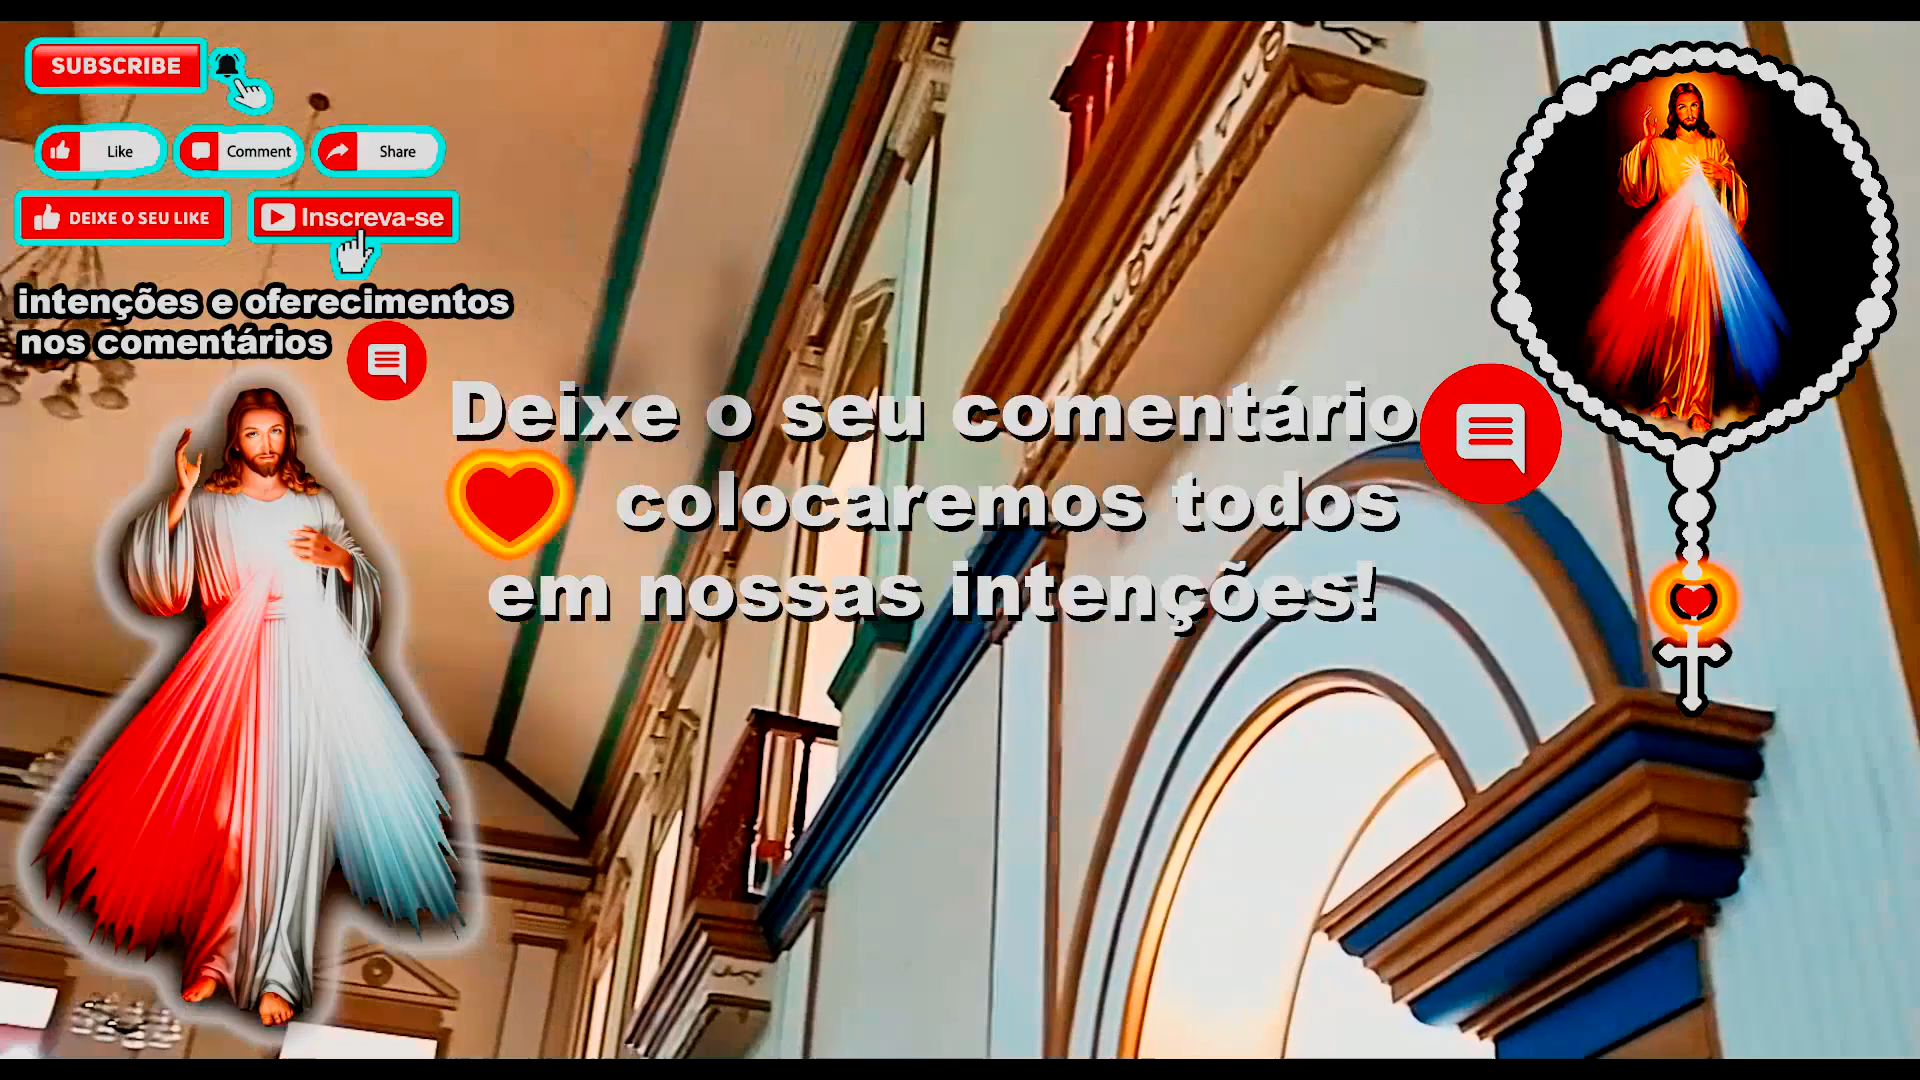 SUBSCRIBE
Like
Comment
Share
DEIXE O SEU LIKE
Inscreva-se
intenções e oferecimentos
nos comentários
Deixe o seu comentário
colocaremos todos
em nossas intenções!